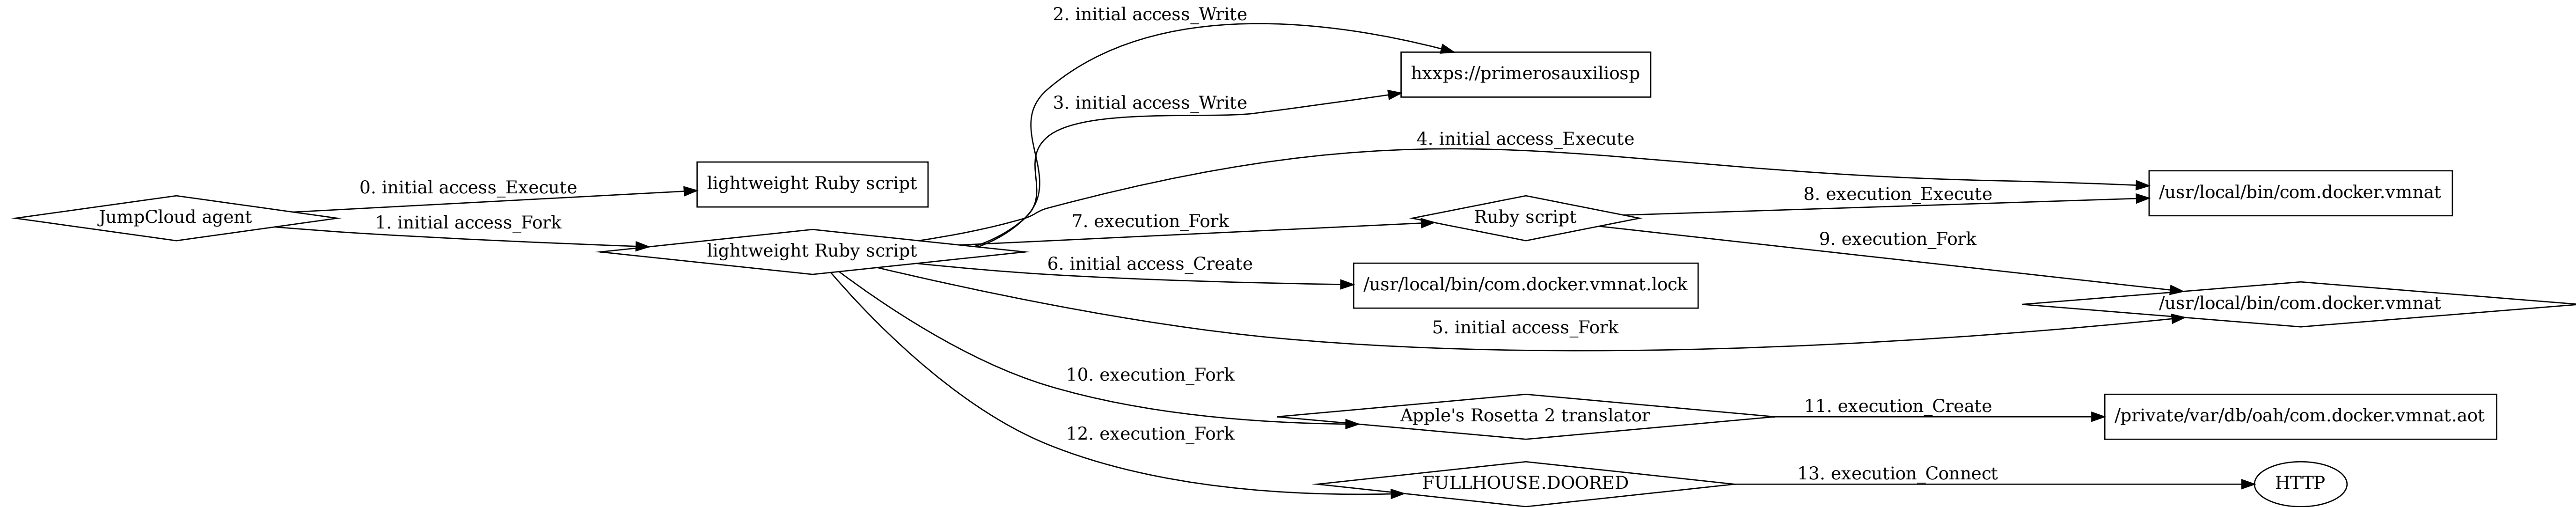 2. initial access_Write
hxxps://primerosauxiliosp
3. initial access_Write
4. initial access_Execute
lightweight Ruby script
0. initial access_Execute
/usr/local/bin/com.docker.vmnat
8. execution_Execute
JumpCloud agent
1. initial access_Fork
7. execution_Fork
Ruby script
9. execution_Fork
lightweight Ruby script
6. initial access_Create
/usr/local/bin/com.docker.vmnat.lock
/usr/local/bin/com.docker.vmnat
5. initial access_Fork
10. execution_Fork
Apple's Rosetta 2 translator
11. execution_Create
/private/var/db/oah/com.docker.vmnat.aot
12. execution_Fork
FULLHOUSE.DOORED
13. execution_Connect
HTTP